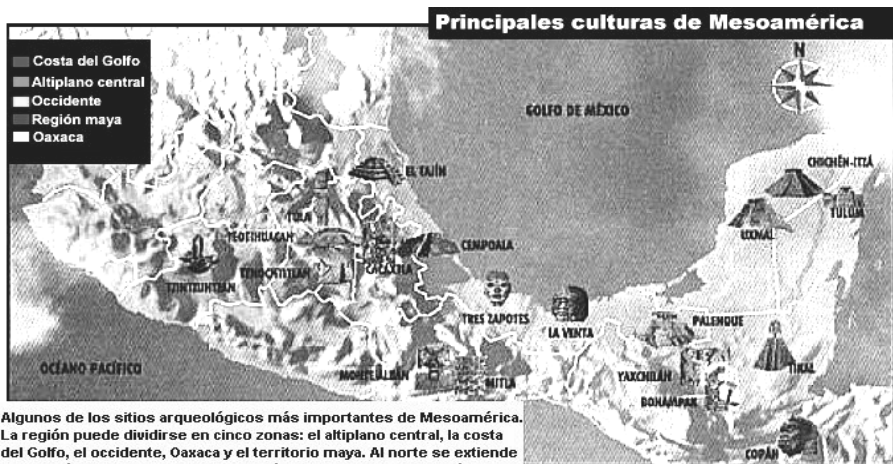 Principales culturas de Mesoamérica
Costa del Golfo
Altiplano central
Occidente
Región maya
Oaxaca
N
GOLFO DE MÉXICO
CHICHÉN-ITZÁ
EL TAJÍN
TULUM
TULA
UXMAL
TEOTIHUACAN
CEMPOALA
TENOCHTITLAN
CACAXTLA
TZINTZUNTZAN
TRES ZAPOTES
LA VENTA
PALENQUE
OCÉANO PACÍFICO
MONTE ALBÁN
MITLA
YAXCHILÁN
TIKAL
BONAMPAK
COPÁN
Algunos de los sitios arqueológicos más importantes de Mesoamérica.
La región puede dividirse en cinco zonas: el altiplano central, la costa
del Golfo, el occidente, Oaxaca y el territorio maya. Al norte se extiende